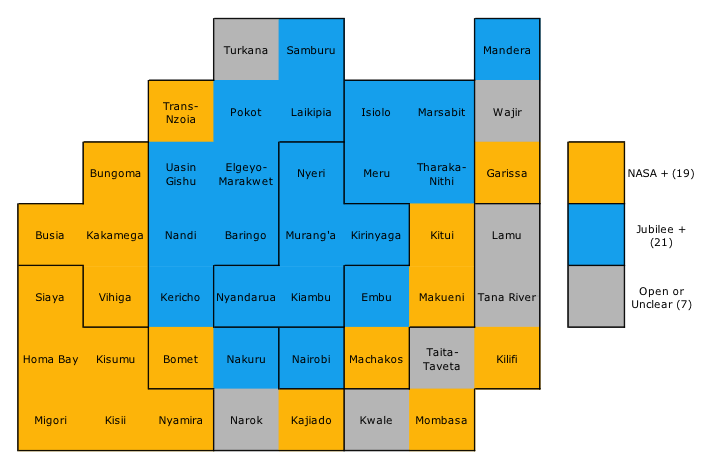 Turkana
Samburu
Mandera
Trans-
Nzoia
Pokot
Laikipia
Isiolo
Marsabit
Wajir
Bungoma
Uasin
Gishu
Elgeyo-
Marakwet
Nyeri
Meru
Tharaka-
Nithi
Garissa
NASA + (19)
Busia
Kakamega
Nandi
Baringo
Murang'a
Kirinyaga
Kitui
Lamu
Jubilee +
(21)
Siaya
Vihiga
Kericho
Nyandarua
Kiambu
Embu
Makueni
Tana River
Open or
Unclear (7)
Homa Bay
Kisumu
Bomet
Nakuru
Nairobi
Machakos
Taita-
Taveta
Kilifi
Migori
Kisii
Nyamira
Narok
Kajiado
Kwale
Mombasa